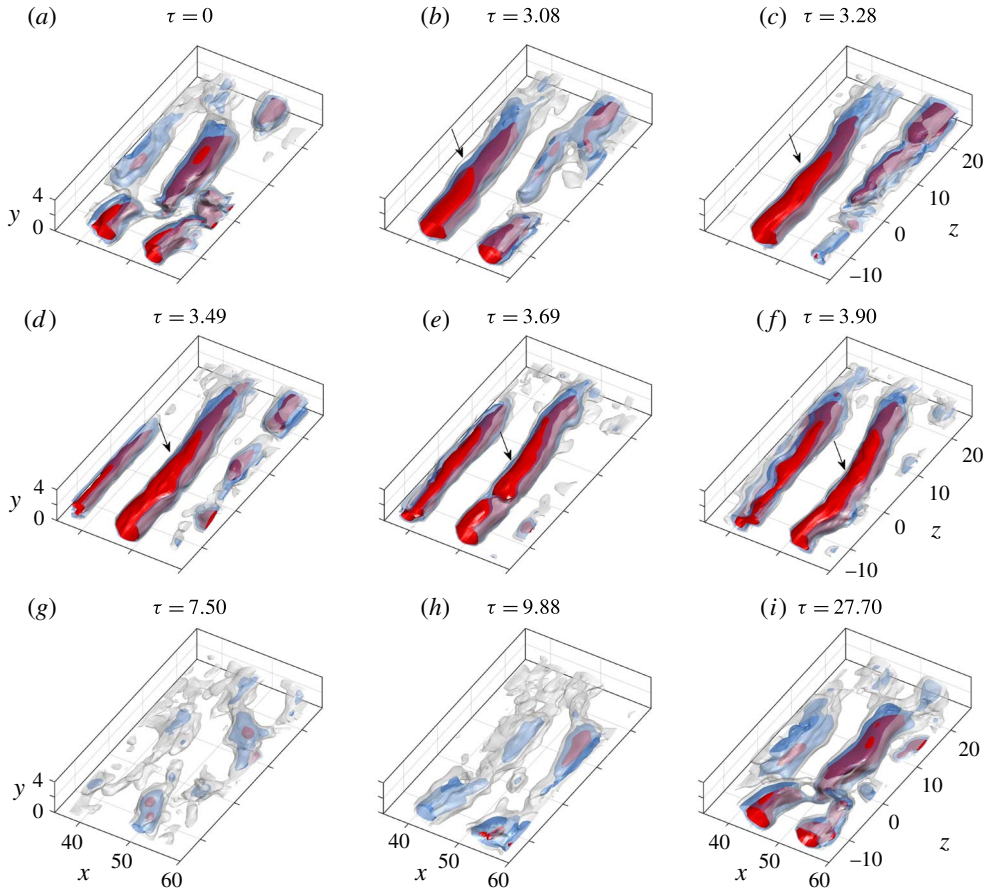 (a) τ = 0 (b) τ = 3.08 (c) τ = 3.28
4
y
0
20
10
0
z
−10
(d) τ = 3.49 (e) τ = 3.69 (f) τ = 3.90
4
y
0
20
10
0
z
−10
(g) τ = 7.50 (h) τ = 9.88 (i) τ = 27.70
4
y
0
20
10
0
z
−10
40 40 40
50 50 50
x 60 x 60 x 60